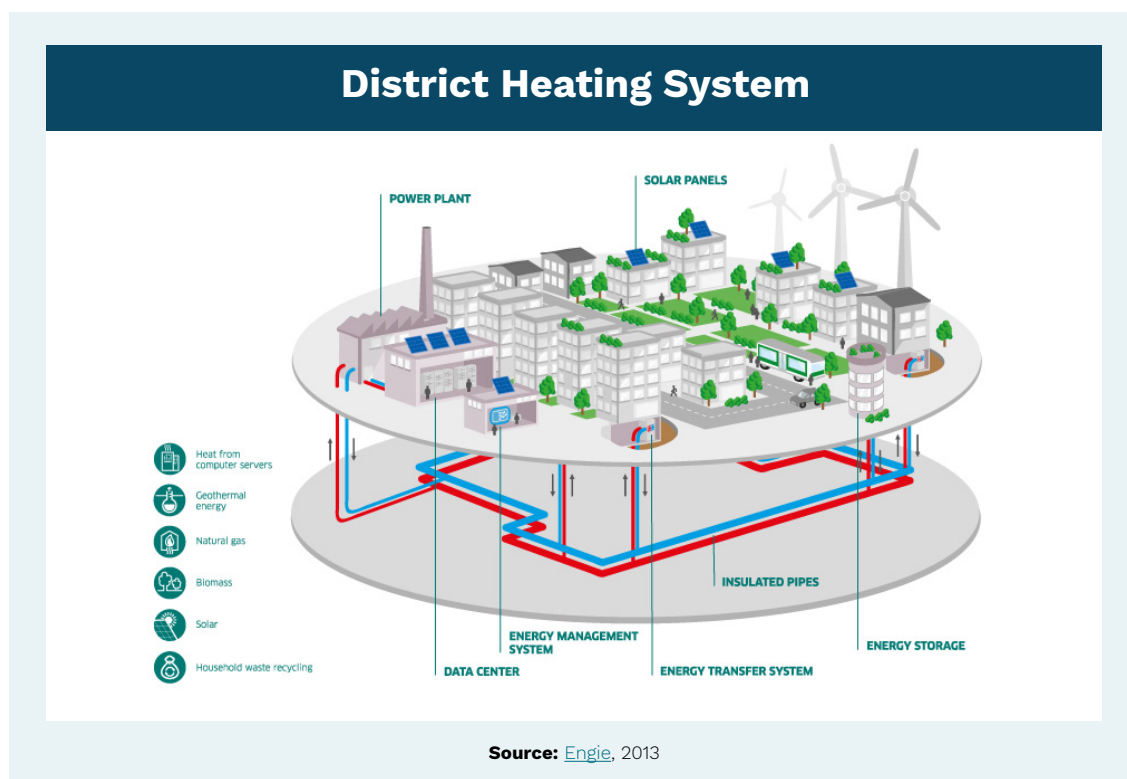 District Heating System
SOLAR PANELS
POWER PLANT
Heat from
computer servers
Geothermal
energy
Natural gas
Biomass
Solar
Household waste recycling
INSULATED PIPES
ENERGY MANAGEMENT
SYSTEM
ENERGY STORAGE
DATA CENTER
ENERGY TRANSFER SYSTEM
Source: Engie, 2013